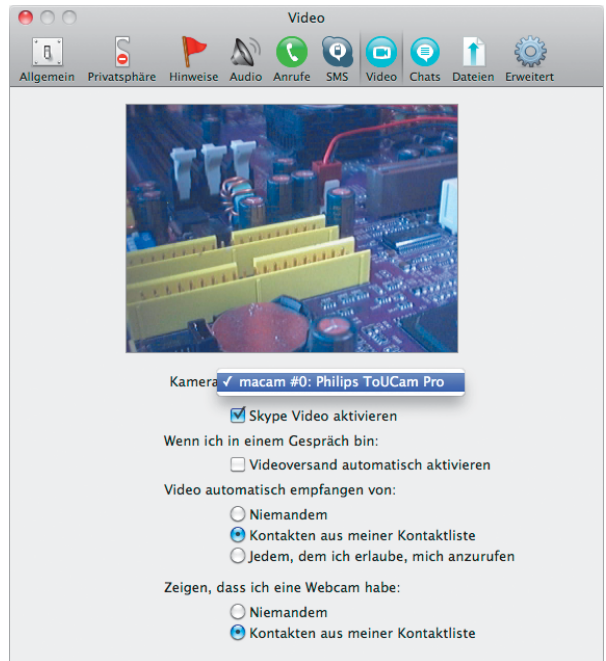 Video
Allgemein Privatsphäre Hinweise Audio Anrufe SMS Video Chats Dateien Erweitert
Kamera ✓ macam #0: Philips ToUCam Pro
Skype Video aktivieren
Wenn ich in einem Gespräch bin:
Videoversand automatisch aktivieren
Video automatisch empfangen von:
Niemandem
Kontakten aus meiner Kontaktliste
Jedem, dem ich erlaube, mich anzurufen
Zeigen, dass ich eine Webcam habe:
Niemandem
Kontakten aus meiner Kontaktliste